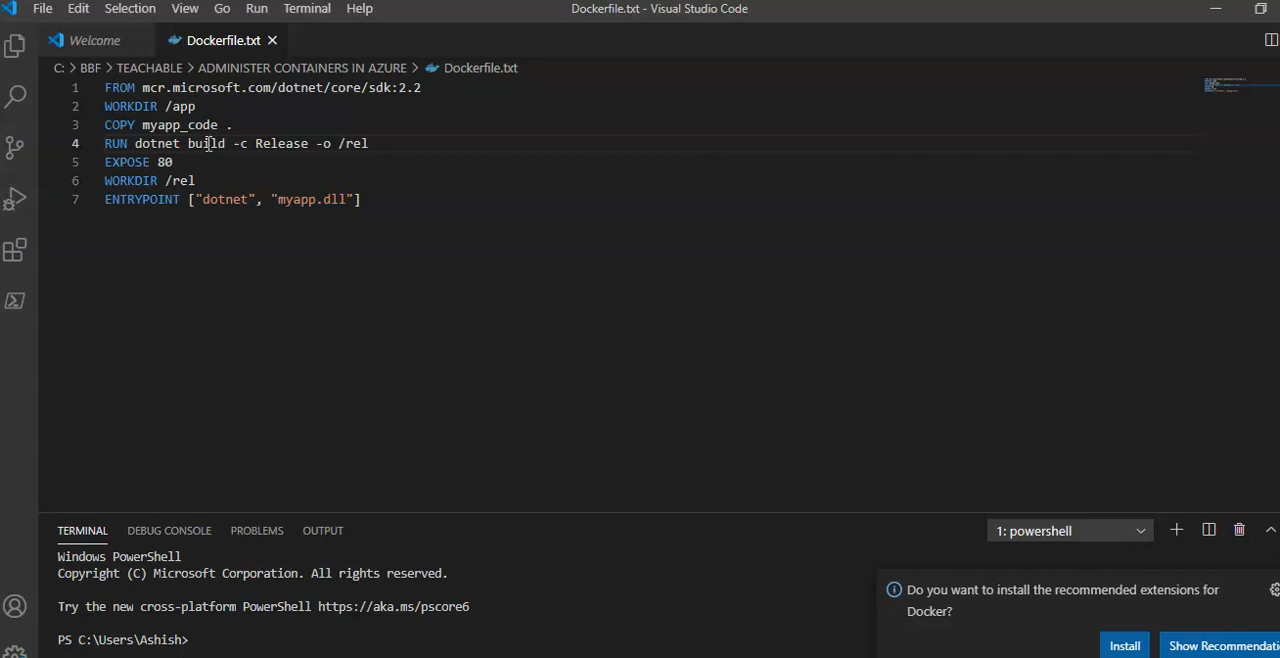 File Edit Selection View Go Run Terminal Help Dockerfile.txt - Visual Studio Code
Welcome Dockerfile.txt
C: > BBF > TEACHABLE > ADMINISTER CONTAINERS IN AZURE > Dockerfile.txt
1 FROM mcr.microsoft.com/dotnet/core/sdk:2.2
2 WORKDIR /app
3 COPY myapp_code .
4 RUN dotnet build -c Release -o /rel
5 EXPOSE 80
6 WORKDIR /rel
7 ENTRYPOINT ["dotnet", "myapp.dll"]
TERMINAL DEBUG CONSOLE PROBLEMS OUTPUT 1: powershell
Windows PowerShell
Copyright (C) Microsoft Corporation. All rights reserved.
Try the new cross-platform PowerShell https://aka.ms/pscore6
PS C:\Users\Ashish>
Do you want to install the recommended extensions for
Docker?
Install Show Recommendati